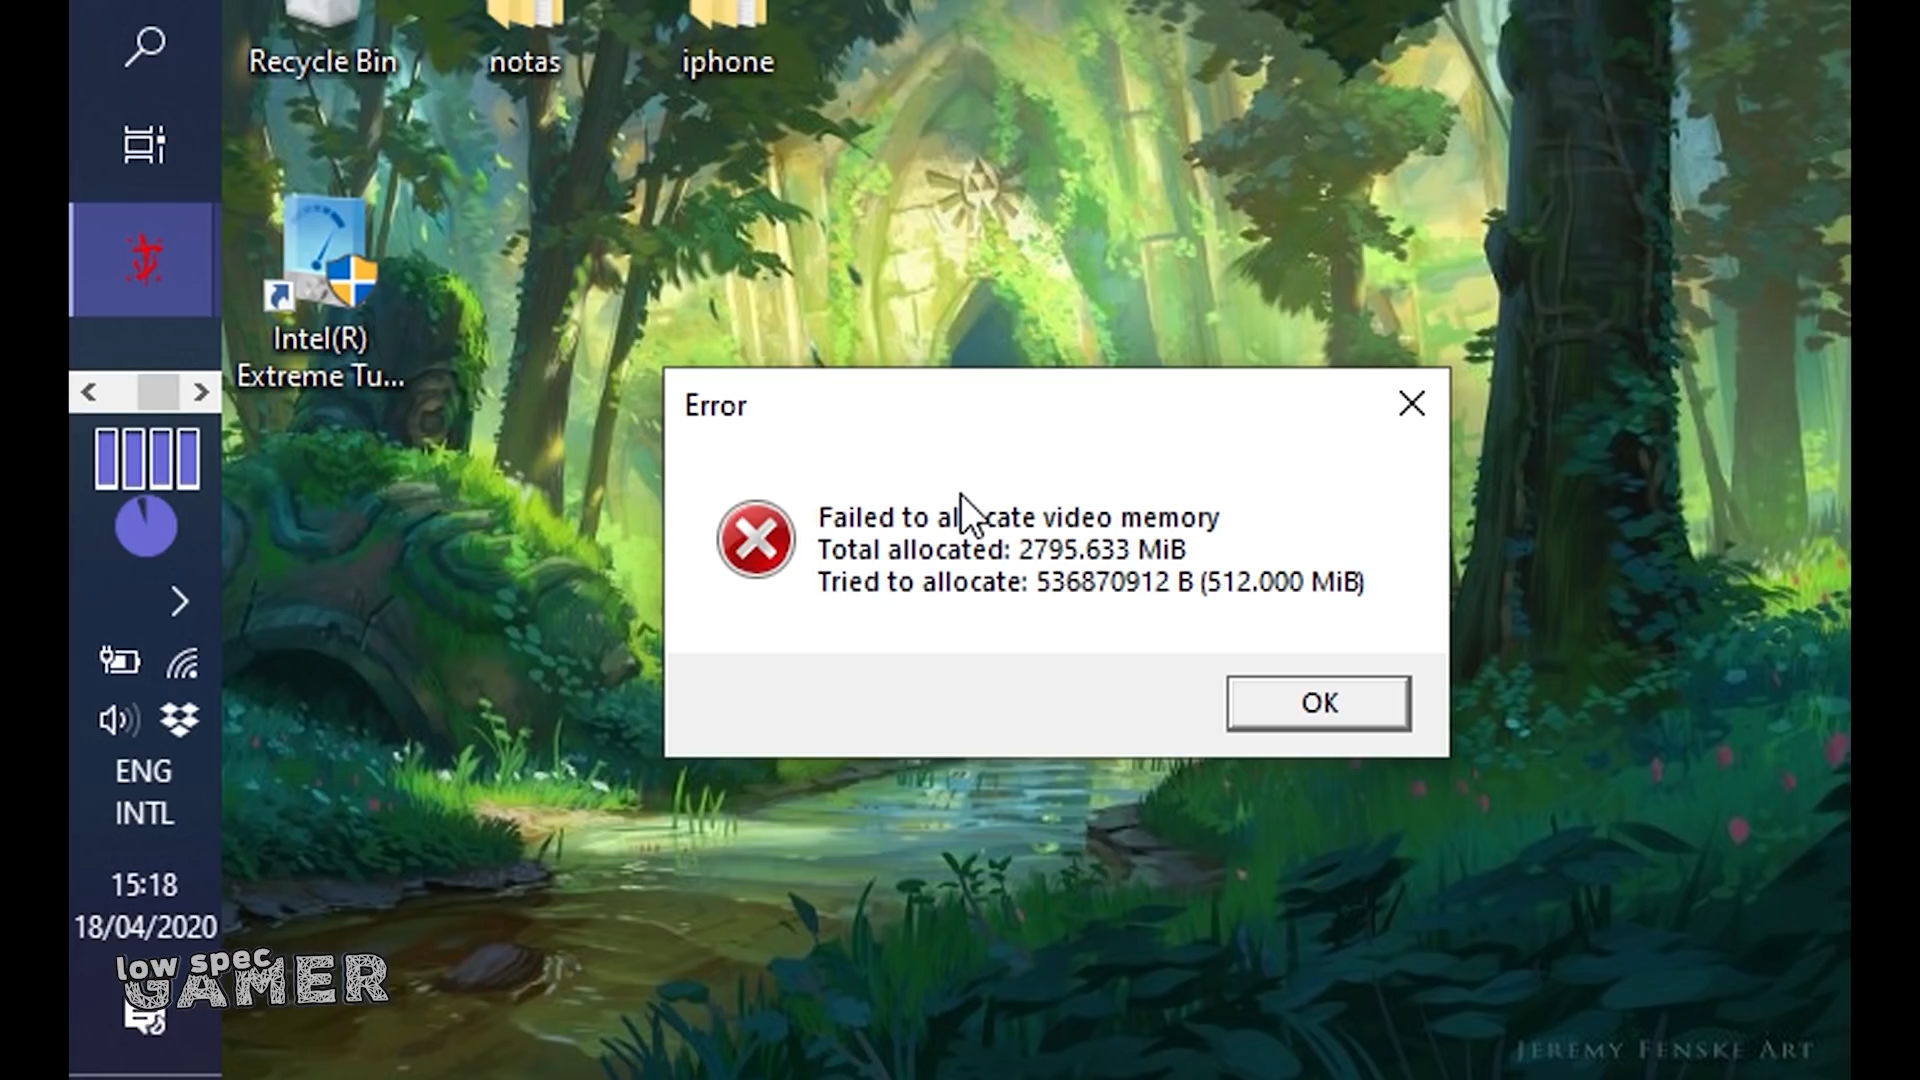 Recycle Bin
notas
iphone
Intel(R)
Extreme Tu...
Error
Failed to allocate video memory
Total allocated: 2795.633 MiB
Tried to allocate: 536870912 B (512.000 MiB)
OK
ENG
INTL
15:18
18/04/2020
low spec
GAMER
JEREMY FENSKE ART